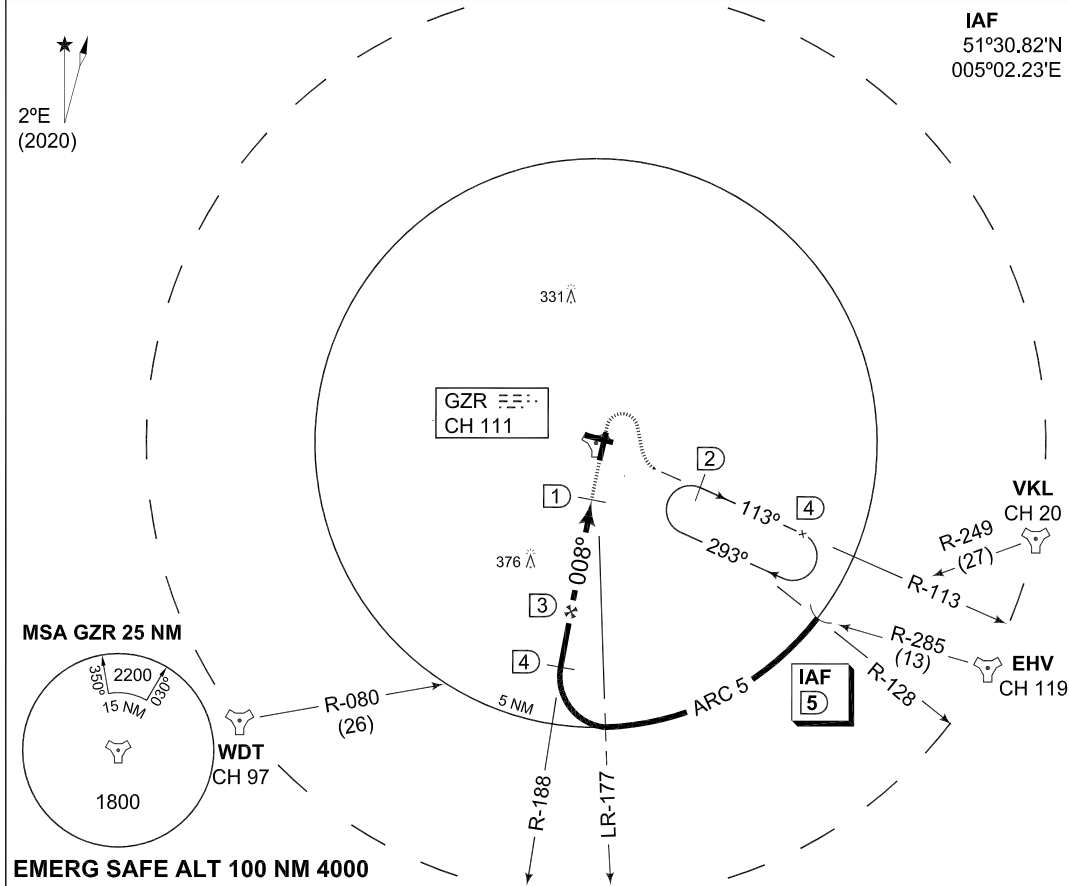 IAF
51º30.82'N
005º02.23'E
2ºE
(2020)
331
GZR
CH 111
2
1
113º
4
293º
VKL
CH 20
R-249
(27)
R-113
376
008º
3
MSA GZR 25 NM
350º
2200
030º
15 NM
1800
4
R-285
(13)
EHV
CH 119
R-128
IAF
5
ARC 5
5 NM
R-080
(26)
WDT
CH 97
R-188
LR-177
EMERG SAFE ALT 100 NM 4000